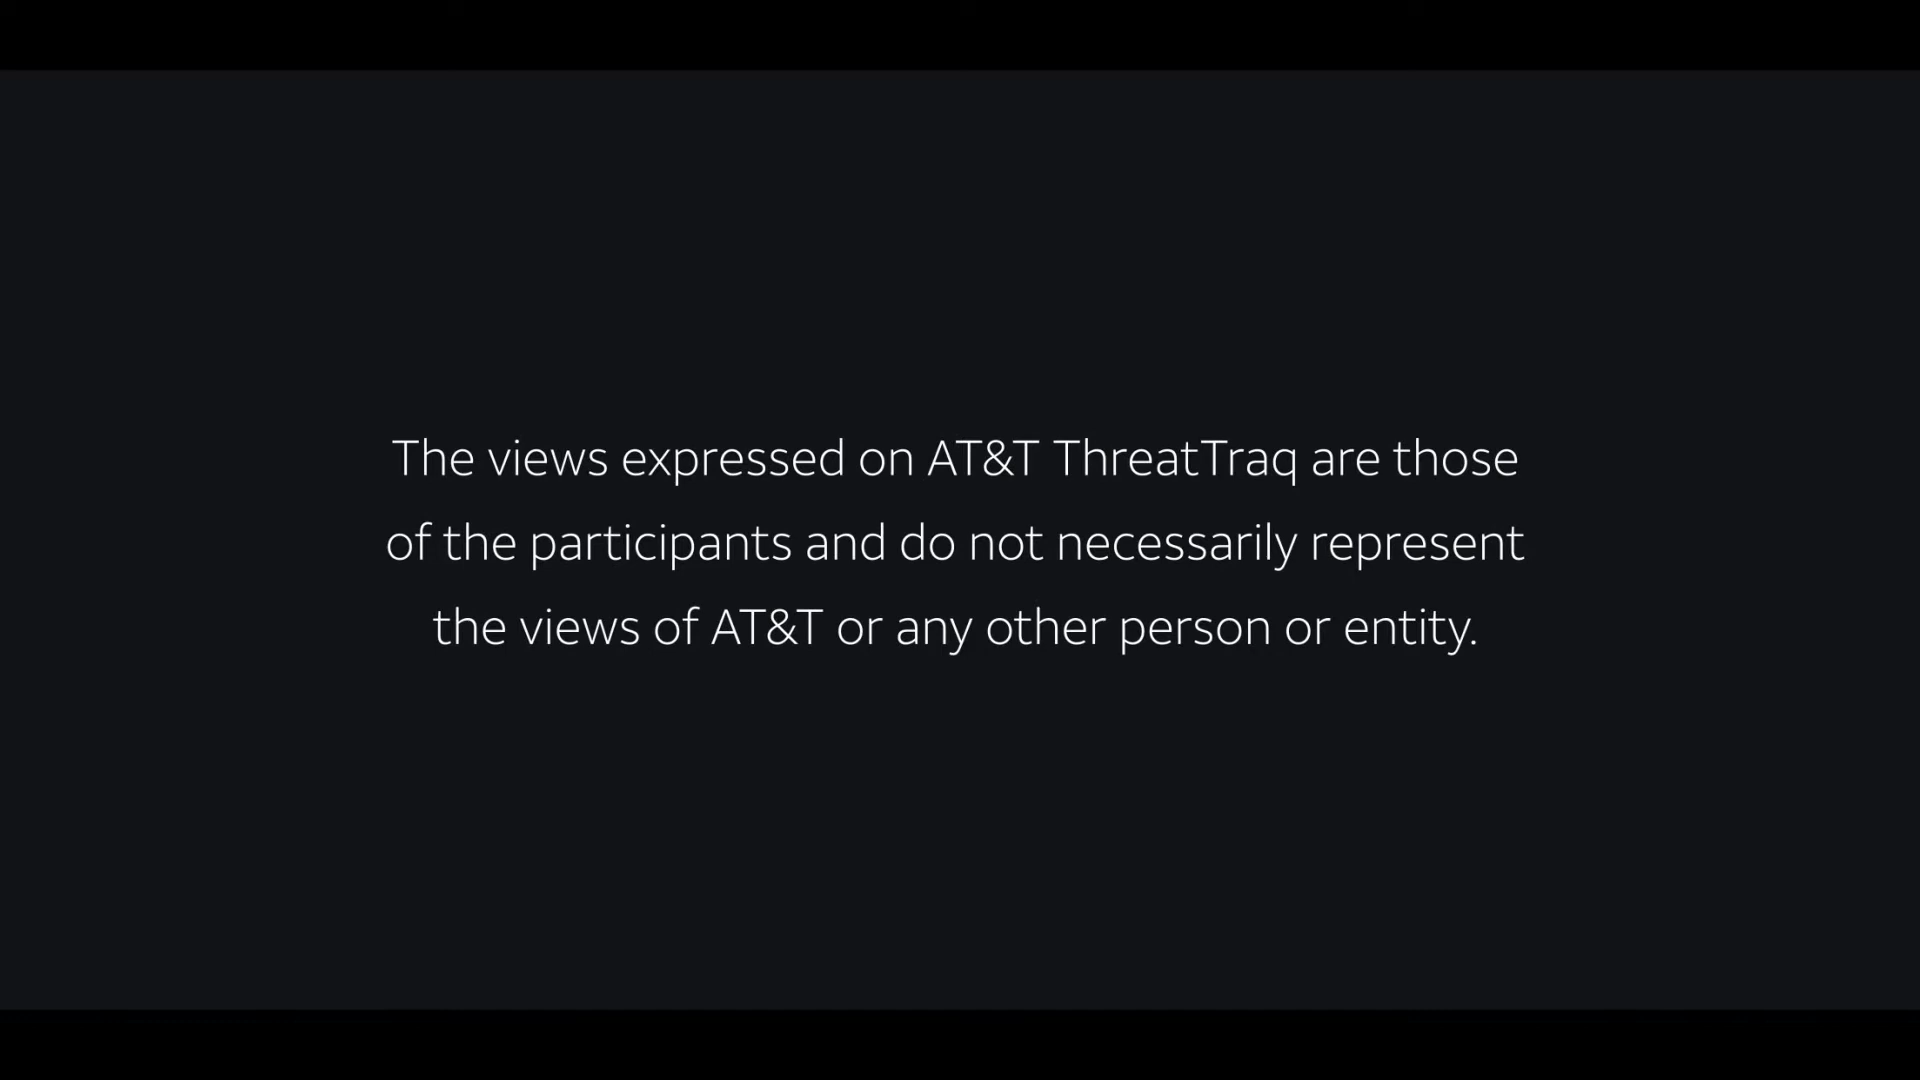 The views expressed on AT&T ThreatTraq are those
of the participants and do not necessarily represent
the views of AT&T or any other person or entity.